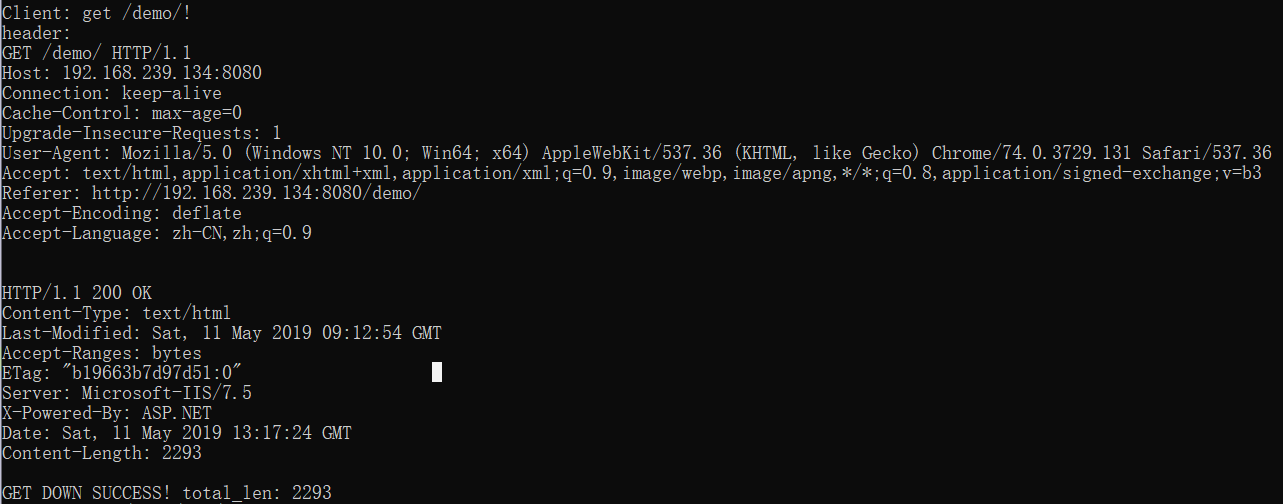 Client: get /demo/!
header:
GET /demo/ HTTP/1.1
Host: 192.168.239.134:8080
Connection: keep-alive
Cache-Control: max-age=0
Upgrade-Insecure-Requests: 1
User-Agent: Mozilla/5.0 (Windows NT 10.0; Win64; x64) AppleWebKit/537.36 (KHTML, like Gecko) Chrome/74.0.3729.131 Safari/537.36
Accept: text/html,application/xhtml+xml,application/xml;q=0.9,image/webp,image/apng,*/*;q=0.8,application/signed-exchange;v=b3
Referer: http://192.168.239.134:8080/demo/
Accept-Encoding: deflate
Accept-Language: zh-CN,zh;q=0.9
HTTP/1.1 200 OK
Content-Type: text/html
Last-Modified: Sat, 11 May 2019 09:12:54 GMT
Accept-Ranges: bytes
ETag: "b19663b7d97d51:0"
Server: Microsoft-IIS/7.5
X-Powered-By: ASP.NET
Date: Sat, 11 May 2019 13:17:24 GMT
Content-Length: 2293
GET DOWN SUCCESS! total_len: 2293